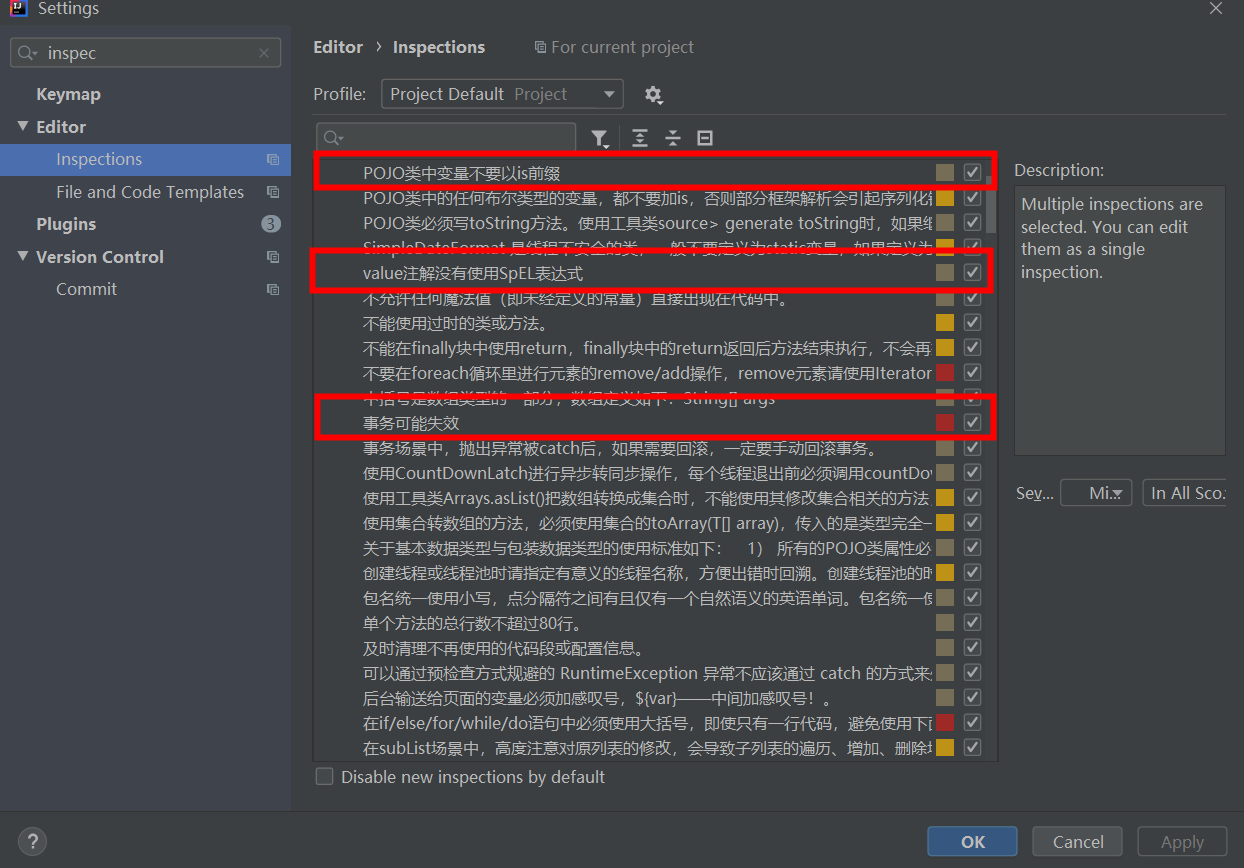 Settings
inspec
Keymap
Editor
Inspections
File and Code Templates
Plugins
3
Version Control
Commit
Editor › Inspections
For current project
Profile:
Project Default Project
POJO类中变量不要以is前缀
POJO类中的任何布尔类型的变量，都不要加is，否则部分框架解析会引起序列化
POJO类必须写toString方法。使用工具类source> generate toString时，如果继
SimpleDateFormat 是线程不安全的类，一般不要定义为static变量，如果定义为
value注解没有使用SpEL表达式
不允许任何魔法值（即未经定义的常量）直接出现在代码中。
不能使用过时的类或方法。
不能在finally块中使用return，finally块中的return返回后方法结束执行，不会再
不要在foreach循环里进行元素的remove/add操作，remove元素请使用Iterator
中括号是数组类型的一部分，数组定义如下：String[] args
事务可能失效
事务场景中，抛出异常被catch后，如果需要回滚，一定要手动回滚事务。
使用CountDownLatch进行异步转同步操作，每个线程退出前必须调用countDow
使用工具类Arrays.asList()把数组转换成集合时，不能使用其修改集合相关的方法
使用集合转数组的方法，必须使用集合的toArray(T[] array)，传入的是类型完全一
关于基本数据类型与包装数据类型的使用标准如下： 1） 所有的POJO类属性必
创建线程或线程池时请指定有意义的线程名称，方便出错时回溯。创建线程池的时
包名统一使用小写，点分隔符之间有且仅有一个自然语义的英语单词。包名统一使
单个方法的总行数不超过80行。
及时清理不再使用的代码段或配置信息。
可以通过预检查方式规避的 RuntimeException 异常不应该通过 catch 的方式来
后台输送给页面的变量必须加感叹号，${var}——中间加感叹号！。
在if/else/for/while/do语句中必须使用大括号，即使只有一行代码，避免使用下面
在subList场景中，高度注意对原列表的修改，会导致子列表的遍历、增加、删除均
Disable new inspections by default
Description:
Multiple inspections are
selected. You can edit
them as a single
inspection.
Sev...
Mi.
In All Sco.
?
OK
Cancel
Apply